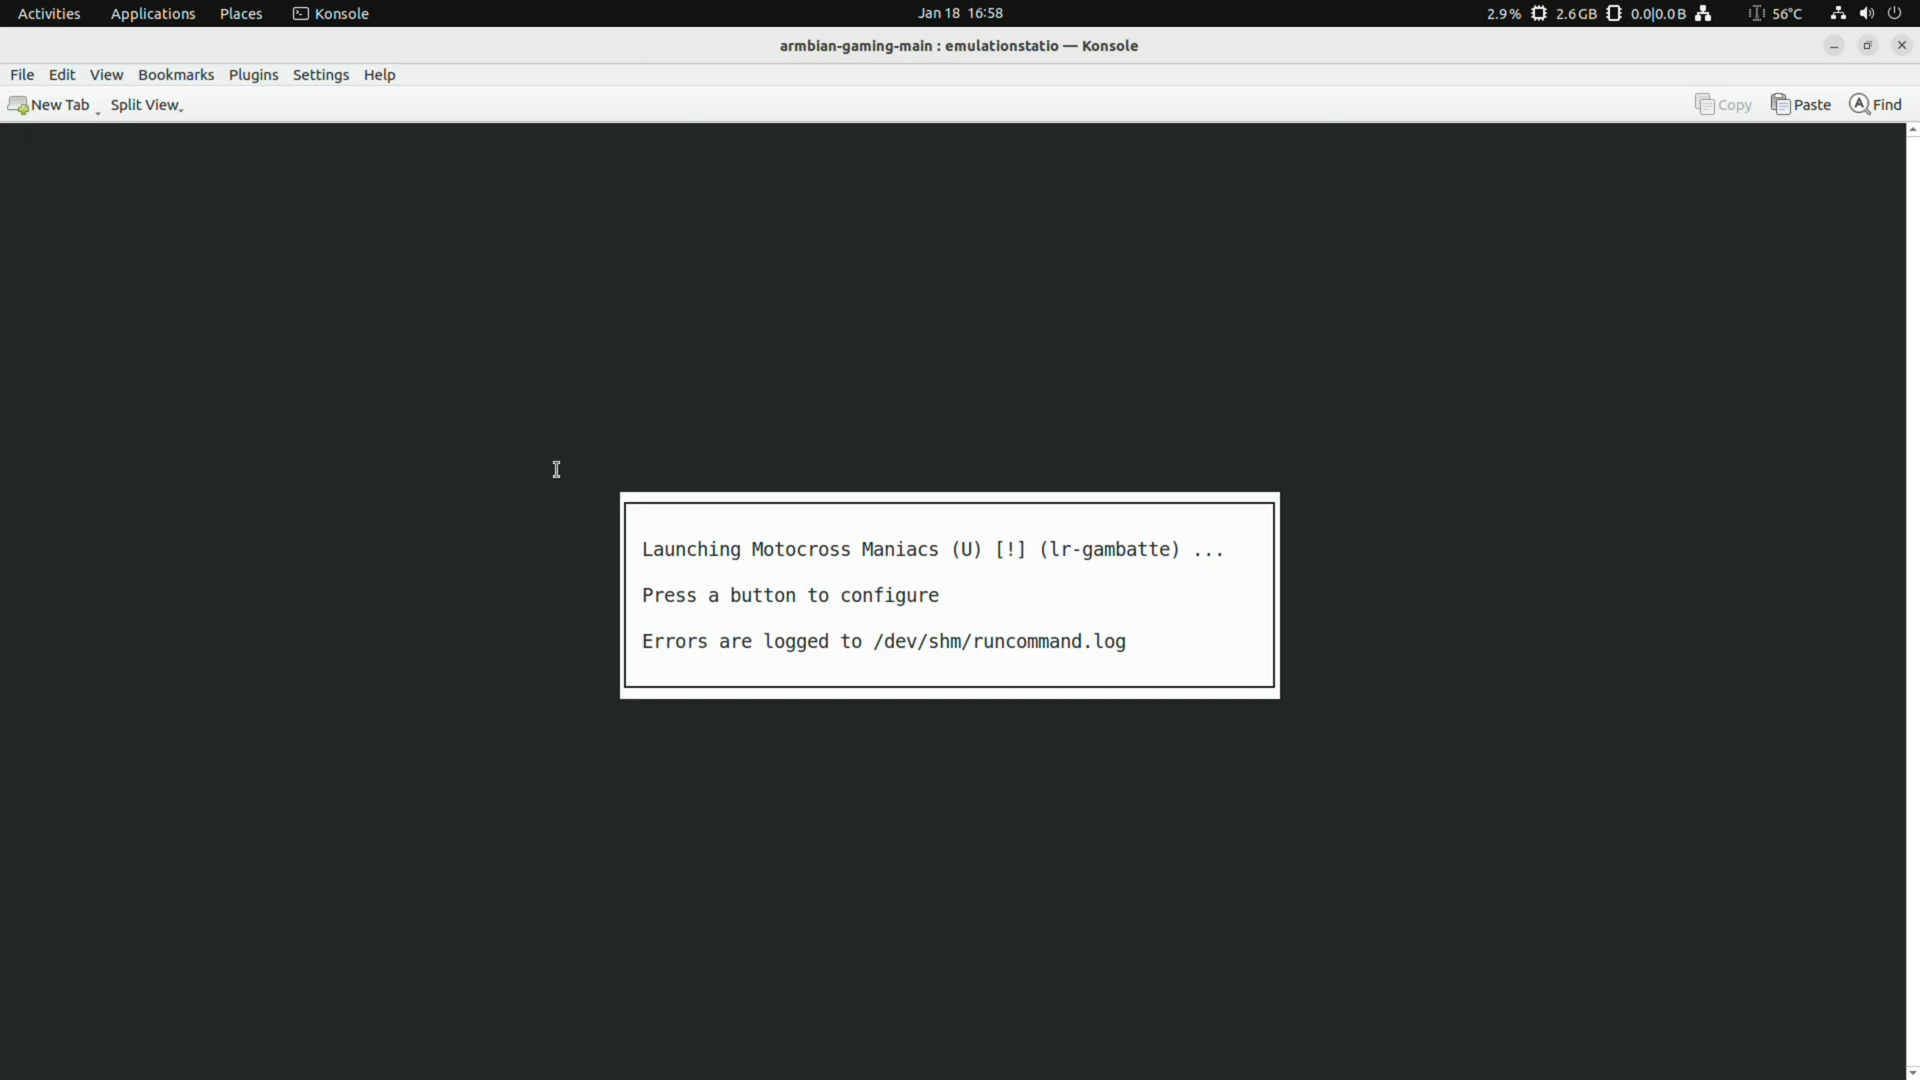 Activities Applications Places Konsole Jan 18 16:58 2.9% 2.6GB 0.0|0.0B 56°C
armbian-gaming-main : emulationstatio — Konsole
File Edit View Bookmarks Plugins Settings Help
New Tab Split View Copy Paste Find
Launching Motocross Maniacs (U) [!] (lr-gambatte) ...
Press a button to configure
Errors are logged to /dev/shm/runcommand.log